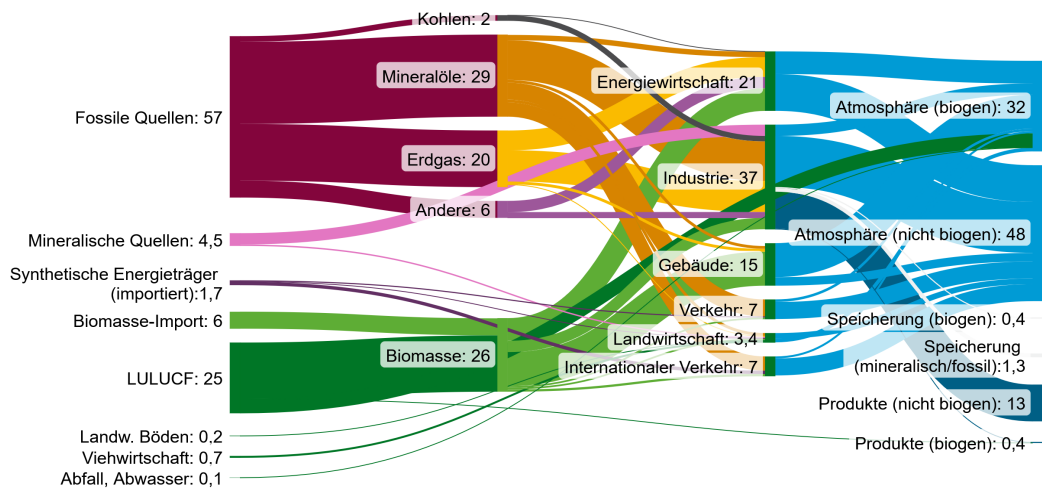 Fossile Quellen: 57
Mineralische Quellen: 4,5
Synthetische Energieträger
(importiert):1,7
Biomasse-Import: 6
LULUCF: 25
Landw. Böden: 0,2
Viehwirtschaft: 0,7
Abfall, Abwasser: 0,1
Kohlen: 2
Mineralöle: 29
Erdgas: 20
Andere: 6
Biomasse: 26
Energiewirtschaft: 21
Industrie: 37
Gebäude: 15
Verkehr: 7
Landwirtschaft: 3,4
Internationaler Verkehr: 7
Atmosphäre (biogen): 32
Atmosphäre (nicht biogen): 48
Speicherung (biogen): 0,4
Speicherung
(mineralisch/fossil):1,3
Produkte (nicht biogen): 13
Produkte (biogen): 0,4